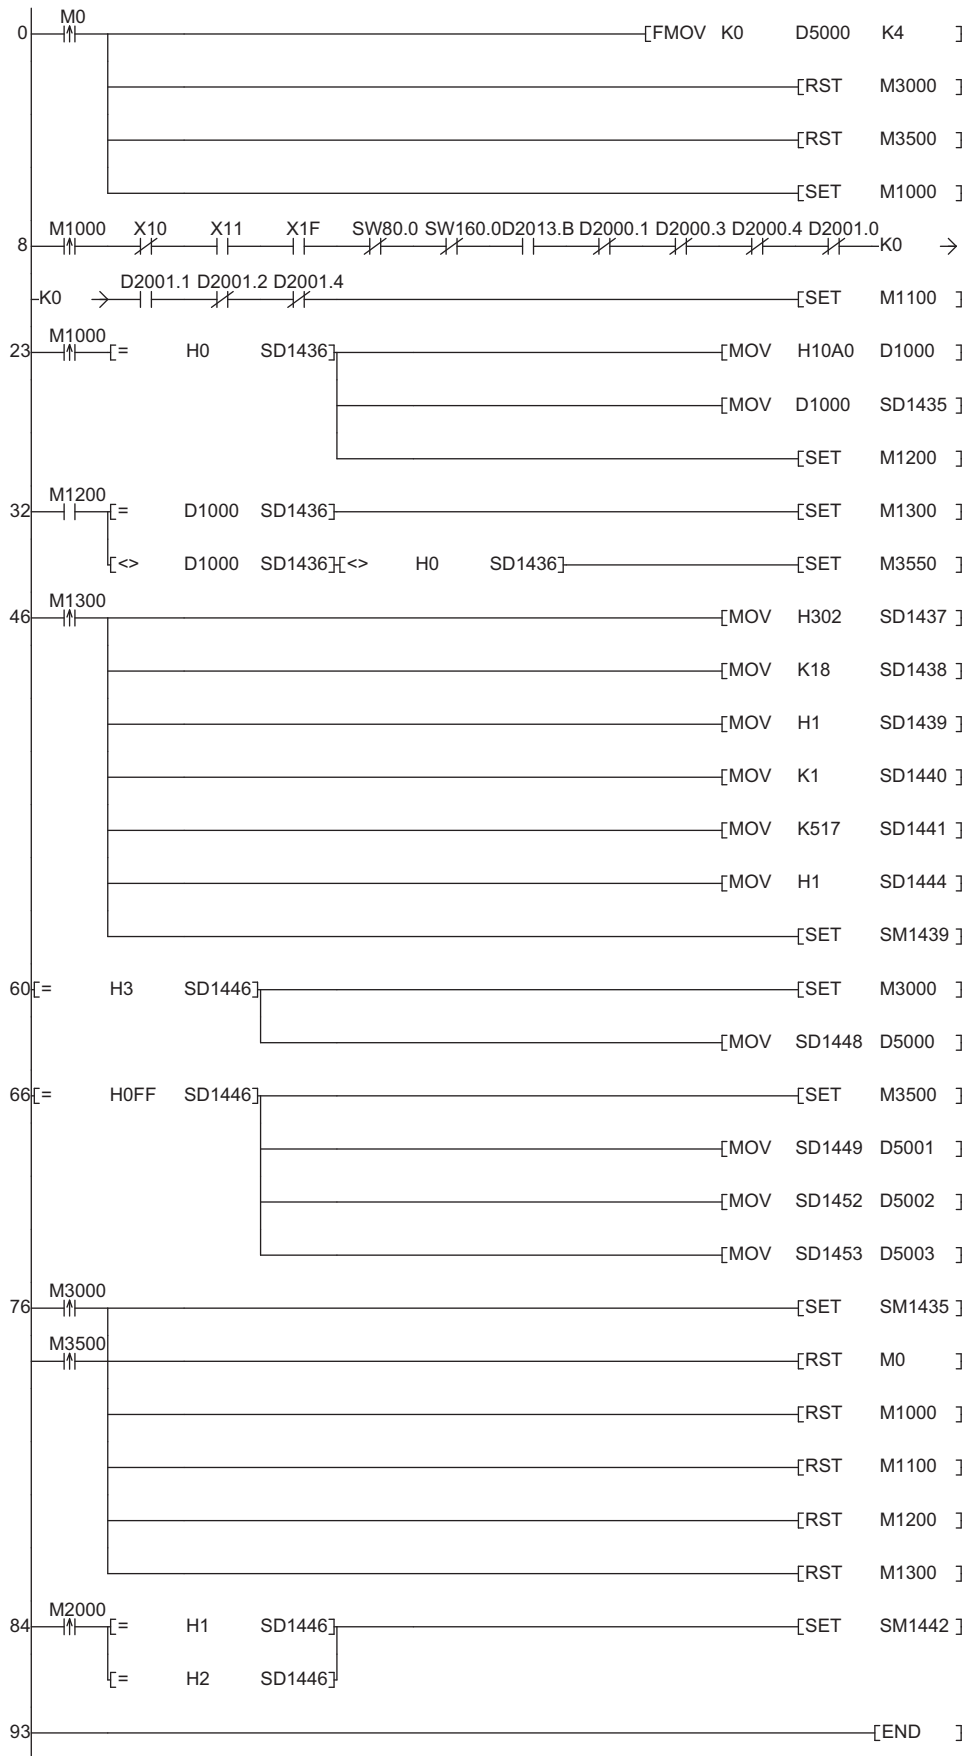 M0
0 [FMOV K0 D5000 K4 ]
[RST M3000 ]
[RST M3500 ]
[SET M1000 ]
M1000 X10 X11 X1F SW80.0 SW160.0 D2013.B D2000.1 D2000.3 D2000.4 D2001.0
8 K0
D2001.1 D2001.2 D2001.4
K0 [SET M1100 ]
M1000
23 [= H0 SD1436] [MOV H10A0 D1000 ]
[MOV D1000 SD1435 ]
[SET M1200 ]
M1200
32 [= D1000 SD1436] [SET M1300 ]
[<> D1000 SD1436] [<> H0 SD1436] [SET M3550 ]
M1300
46 [MOV H302 SD1437 ]
[MOV K18 SD1438 ]
[MOV H1 SD1439 ]
[MOV K1 SD1440 ]
[MOV K517 SD1441 ]
[MOV H1 SD1444 ]
[SET SM1439 ]
60 [= H3 SD1446] [SET M3000 ]
[MOV SD1448 D5000 ]
66 [= H0FF SD1446] [SET M3500 ]
[MOV SD1449 D5001 ]
[MOV SD1452 D5002 ]
[MOV SD1453 D5003 ]
M3000
76 [SET SM1435 ]
M3500
[RST M0 ]
[RST M1000 ]
[RST M1100 ]
[RST M1200 ]
[RST M1300 ]
M2000
84 [= H1 SD1446] [SET SM1442 ]
[= H2 SD1446]
93 [END ]